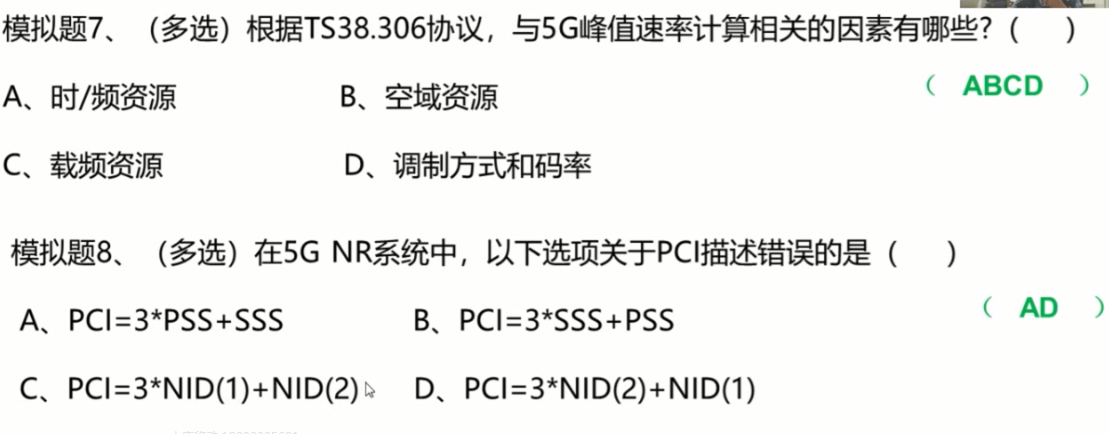 模拟题7、（多选）根据TS38.306协议，与5G峰值速率计算相关的因素有哪些?（ ）
（ ABCD ）
A、时/频资源 B、空域资源
C、载频资源 D、调制方式和码率
模拟题8、（多选）在5G NR系统中，以下选项关于PCI描述错误的是（ ）
（ AD ）
A、PCI=3*PSS+SSS B、PCI=3*SSS+PSS
C、PCI=3*NID(1)+NID(2) D、PCI=3*NID(2)+NID(1)